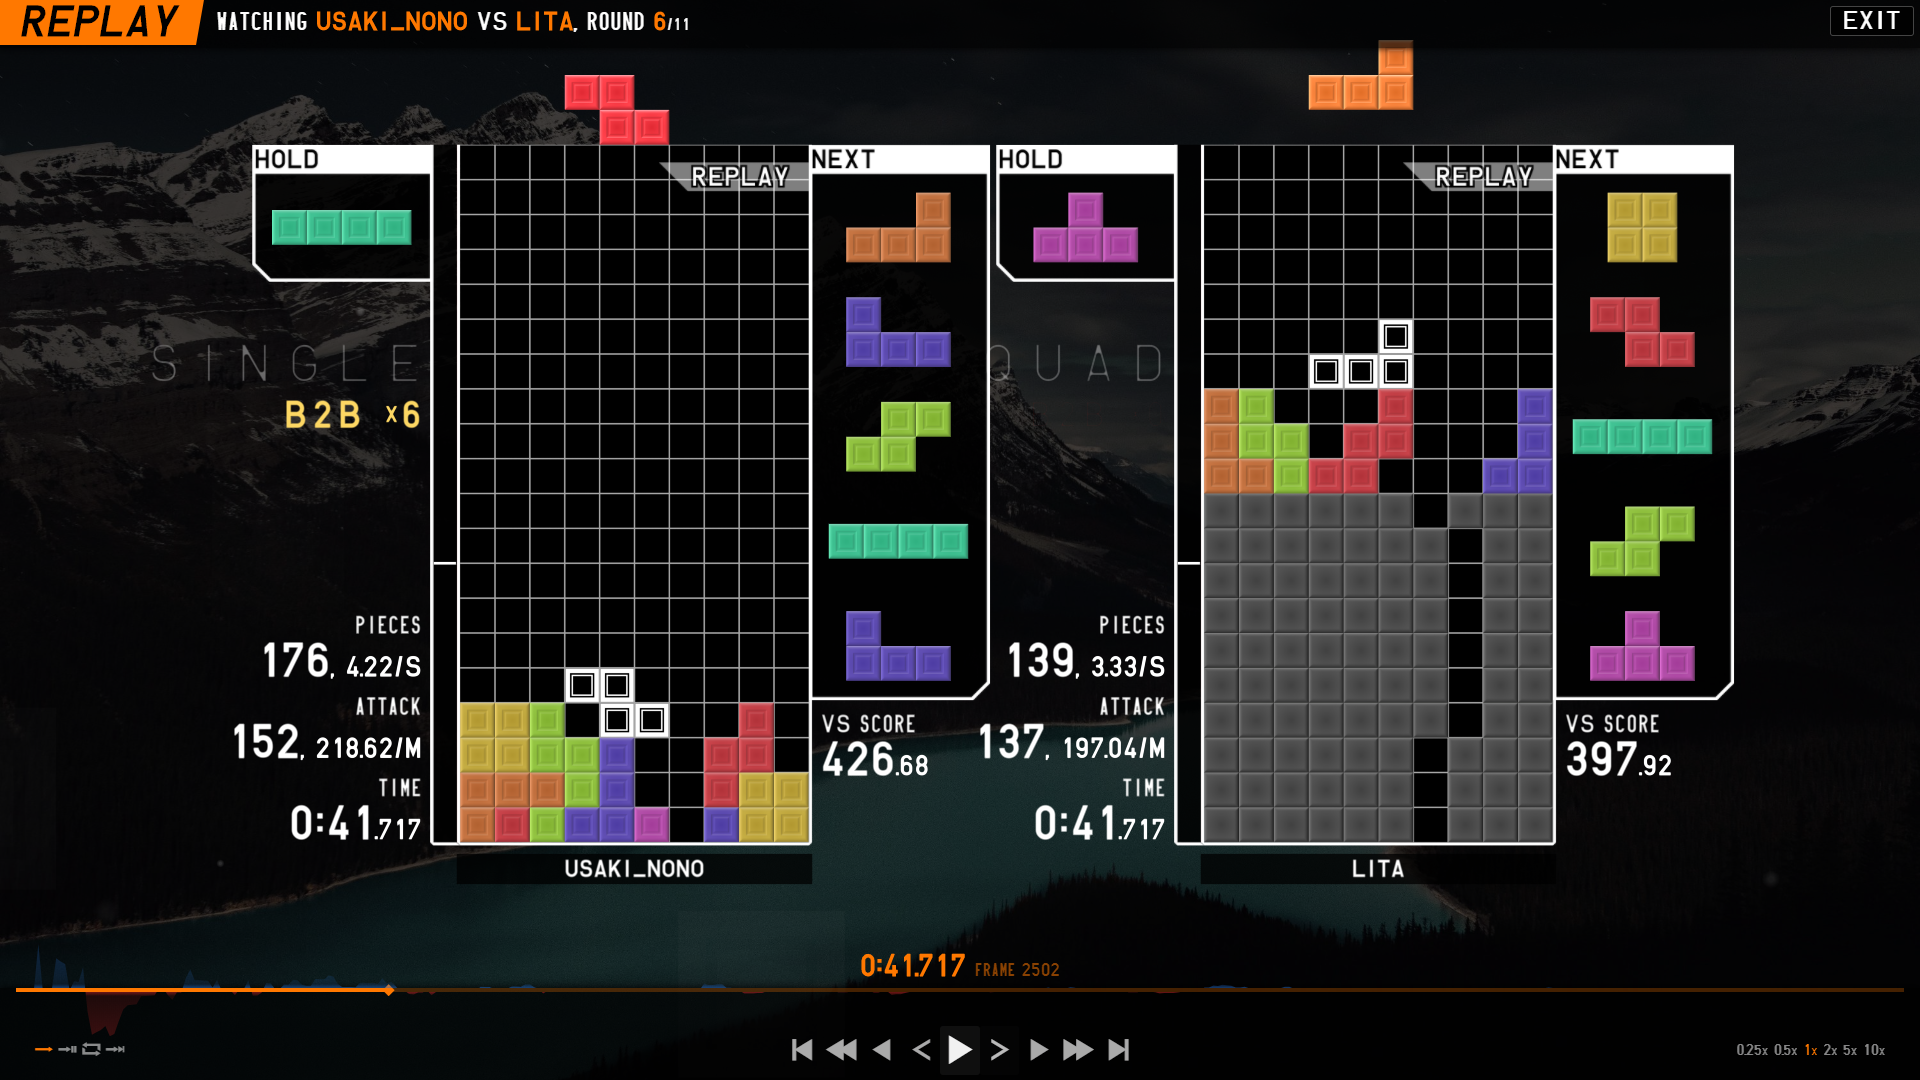 REPLAY
WATCHING USAKI_NONO VS LITA, ROUND 6/11
EXIT
HOLD
REPLAY
NEXT
HOLD
REPLAY
NEXT
SINGLE
B2B x6
QUAD
PIECES
176, 4.22/S
ATTACK
152, 218.62/M
TIME
0:41.717
VS SCORE
426.68
PIECES
139, 3.33/S
ATTACK
137, 197.04/M
TIME
0:41.717
VS SCORE
397.92
USAKI_NONO
LITA
0:41.717 FRAME 2502
0.25x 0.5x 1x 2x 5x 10x